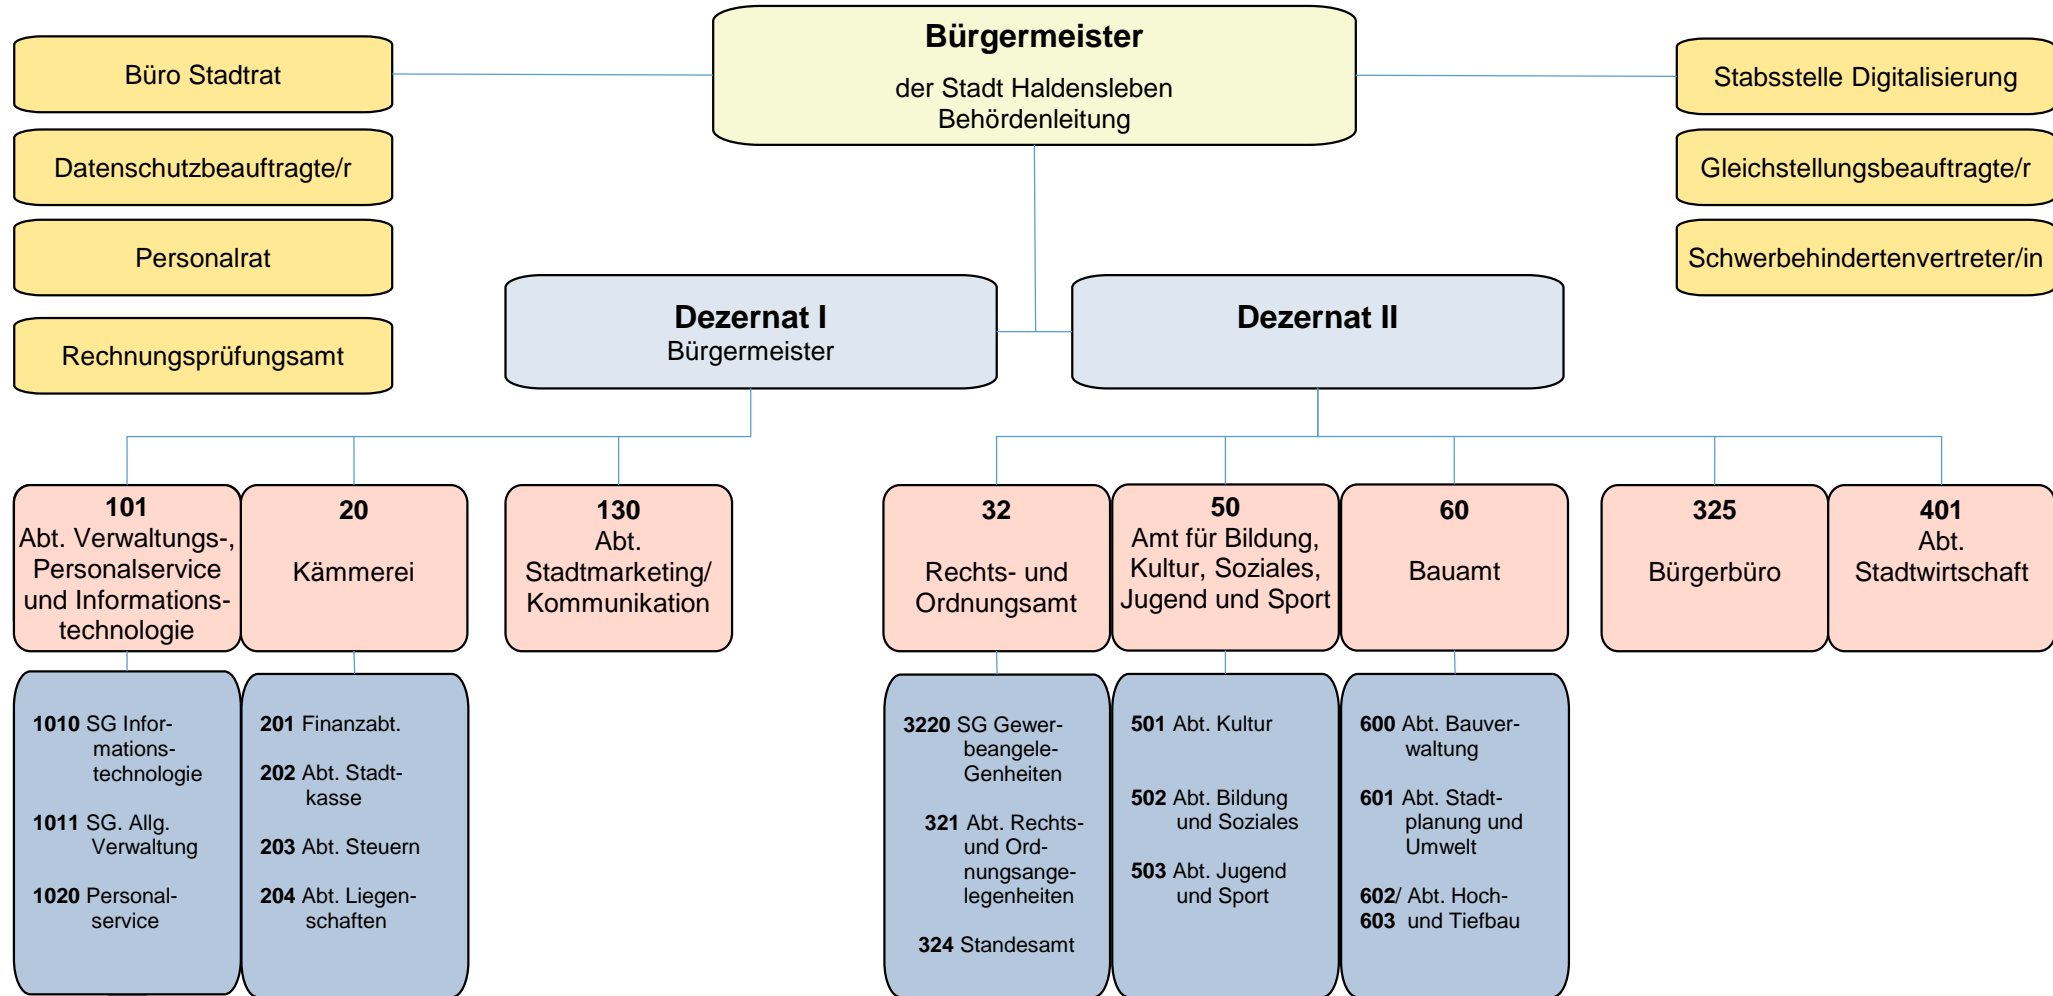 Bürgermeister
der Stadt Haldensleben
Behördenleitung
Büro Stadtrat
Datenschutzbeauftragte/r
Personalrat
Rechnungsprüfungsamt
Stabsstelle Digitalisierung
Gleichstellungsbeauftragte/r
Schwerbehindertenvertreter/in
Dezernat I
Bürgermeister
Dezernat II
101
Abt. Verwaltungs-,
Personalservice
und Informations-
technologie
20
Kämmerei
130
Abt.
Stadtmarketing/
Kommunikation
32
Rechts- und
Ordnungsamt
50
Amt für Bildung,
Kultur, Soziales,
Jugend und Sport
60
Bauamt
325
Bürgerbüro
401
Abt.
Stadtwirtschaft
1010 SG Infor-
mations-
technologie
1011 SG. Allg.
Verwaltung
1020 Personal-
service
201 Finanzabt.
202 Abt. Stadt-
kasse
203 Abt. Steuern
204 Abt. Liegen-
schaften
3220 SG Gewer-
beangele-
Genheiten
321 Abt. Rechts-
und Ord-
nungsange-
legenheiten
324 Standesamt
501 Abt. Kultur
502 Abt. Bildung
und Soziales
503 Abt. Jugend
und Sport
600 Abt. Bauver-
waltung
601 Abt. Stadt-
planung und
Umwelt
602/ Abt. Hoch-
603 und Tiefbau